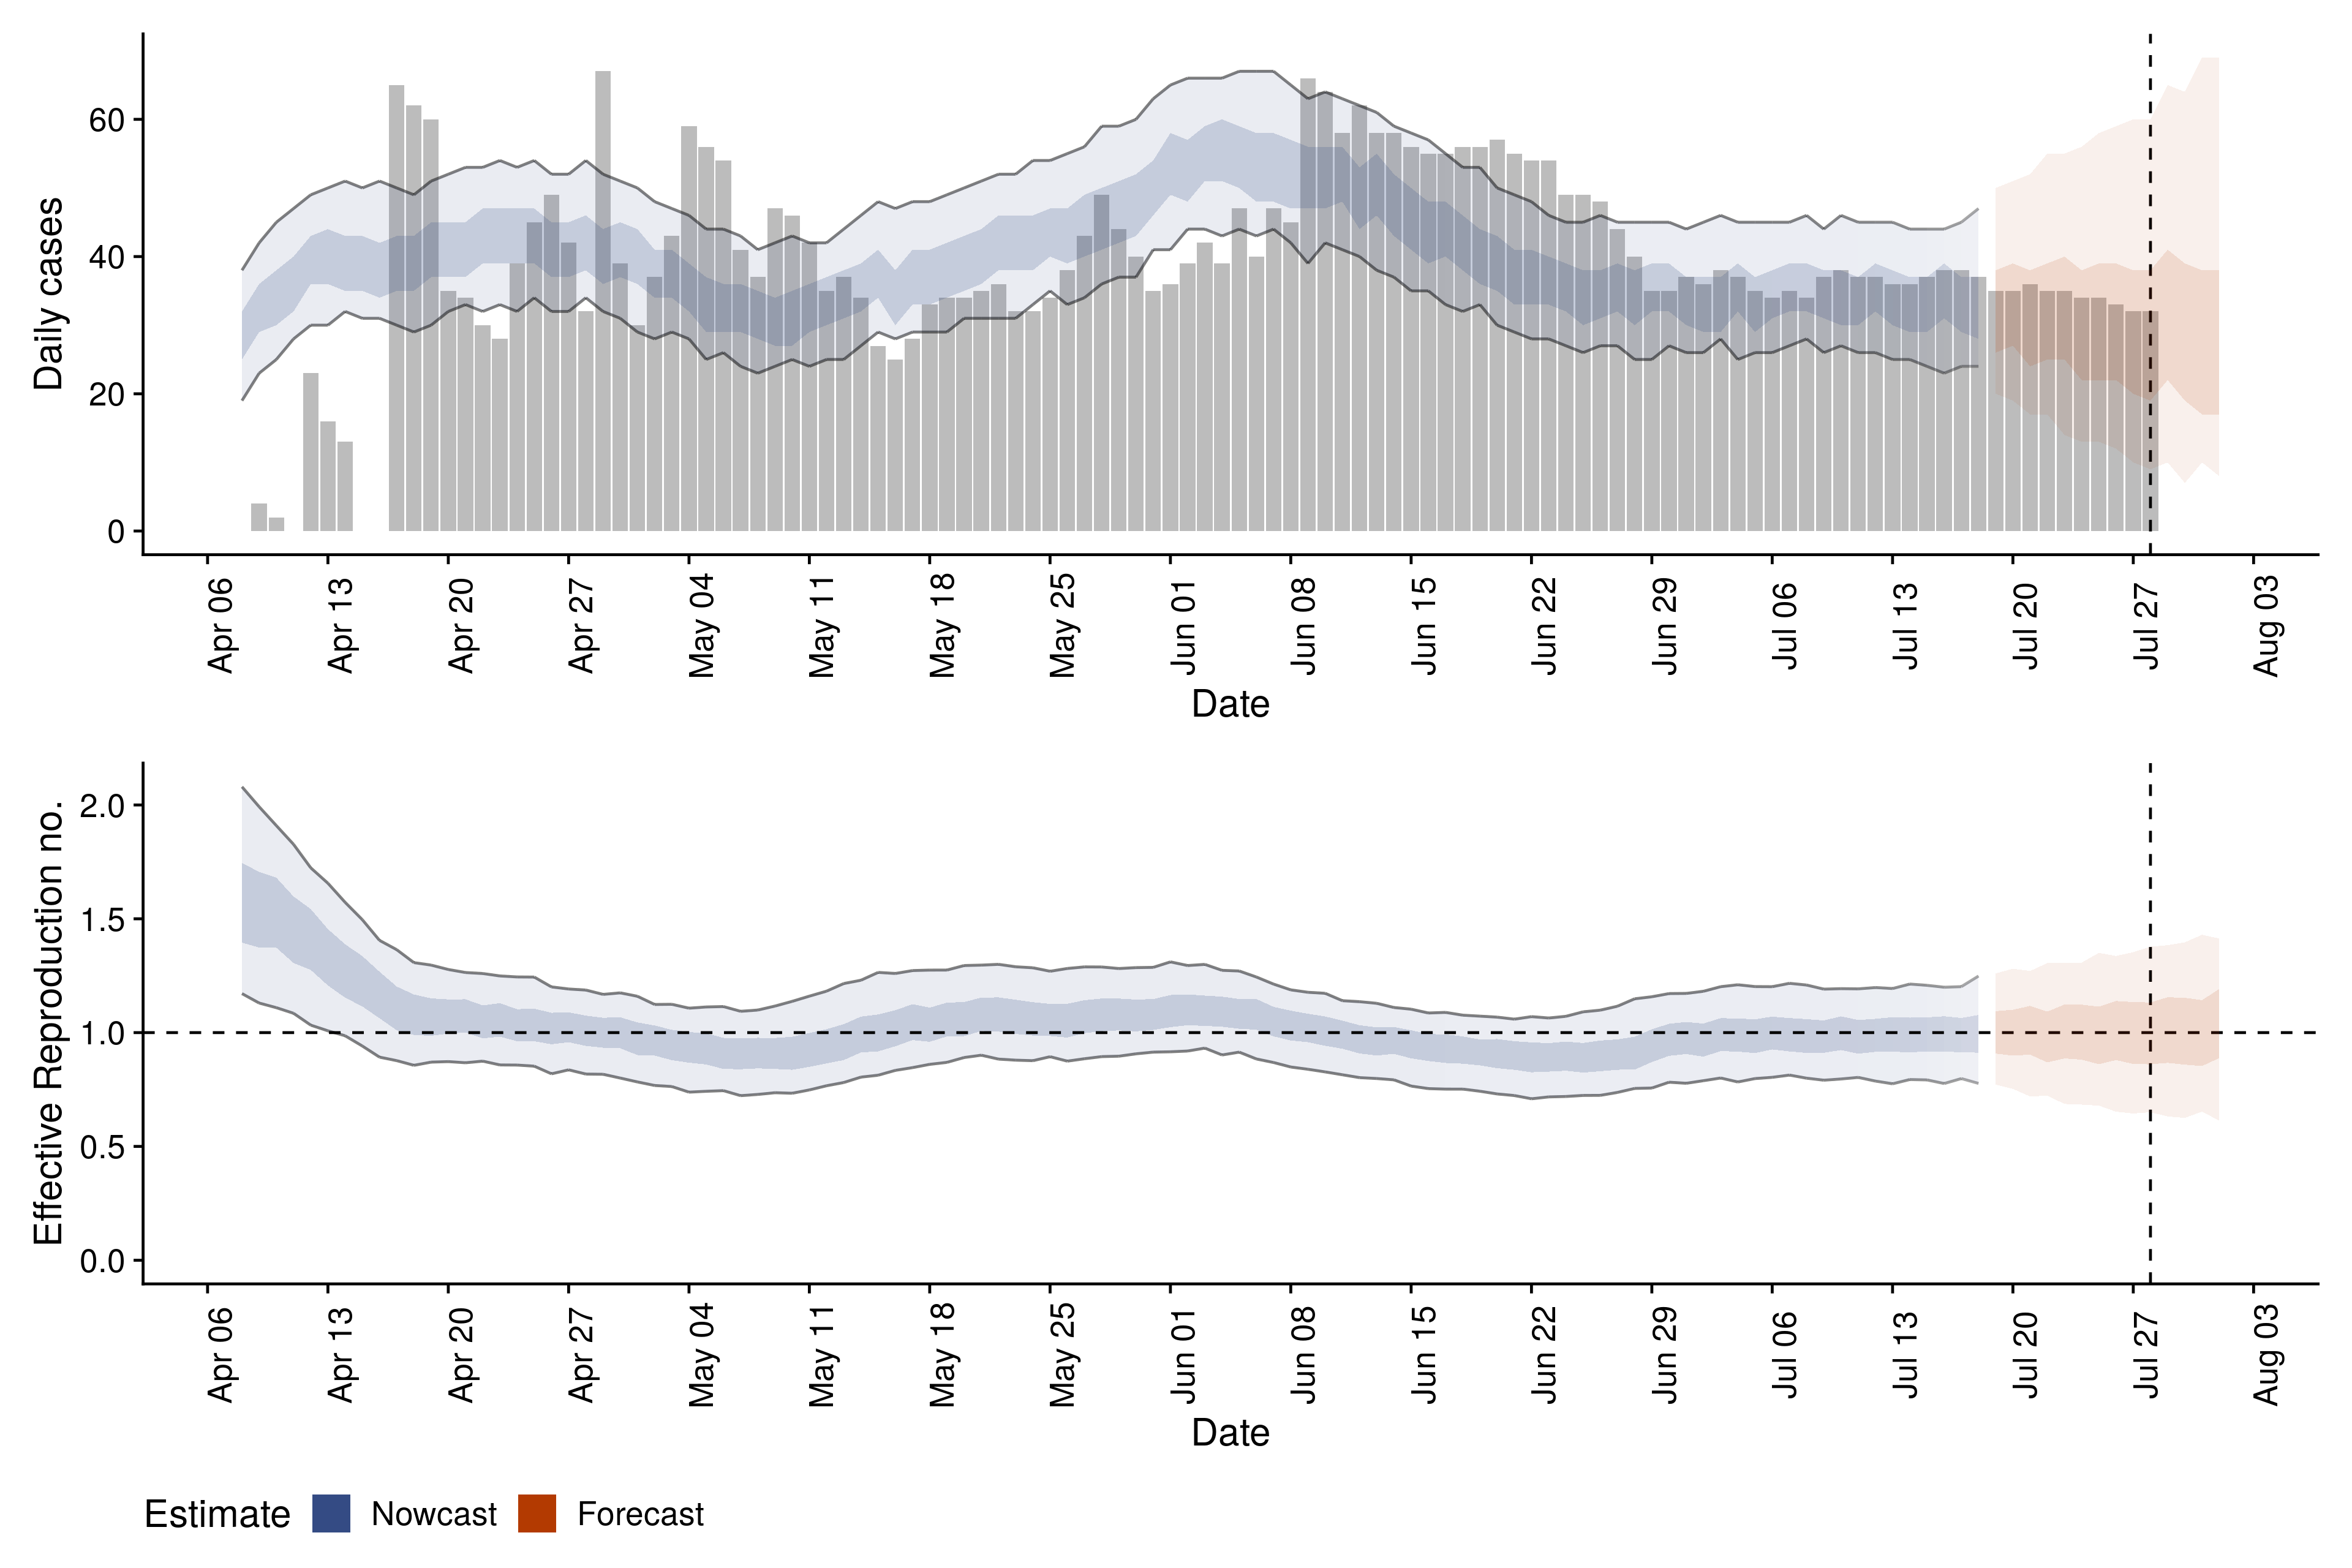 Daily cases
60
40
20
0
Apr 06
Apr 13
Apr 20
Apr 27
May 04
May 11
May 18
May 25
Jun 01
Jun 08
Jun 15
Jun 22
Jun 29
Jul 06
Jul 13
Jul 20
Jul 27
Aug 03
Date
Effective Reproduction no.
2.0
1.5
1.0
0.5
0.0
Apr 06
Apr 13
Apr 20
Apr 27
May 04
May 11
May 18
May 25
Jun 01
Jun 08
Jun 15
Jun 22
Jun 29
Jul 06
Jul 13
Jul 20
Jul 27
Aug 03
Date
Estimate Nowcast Forecast